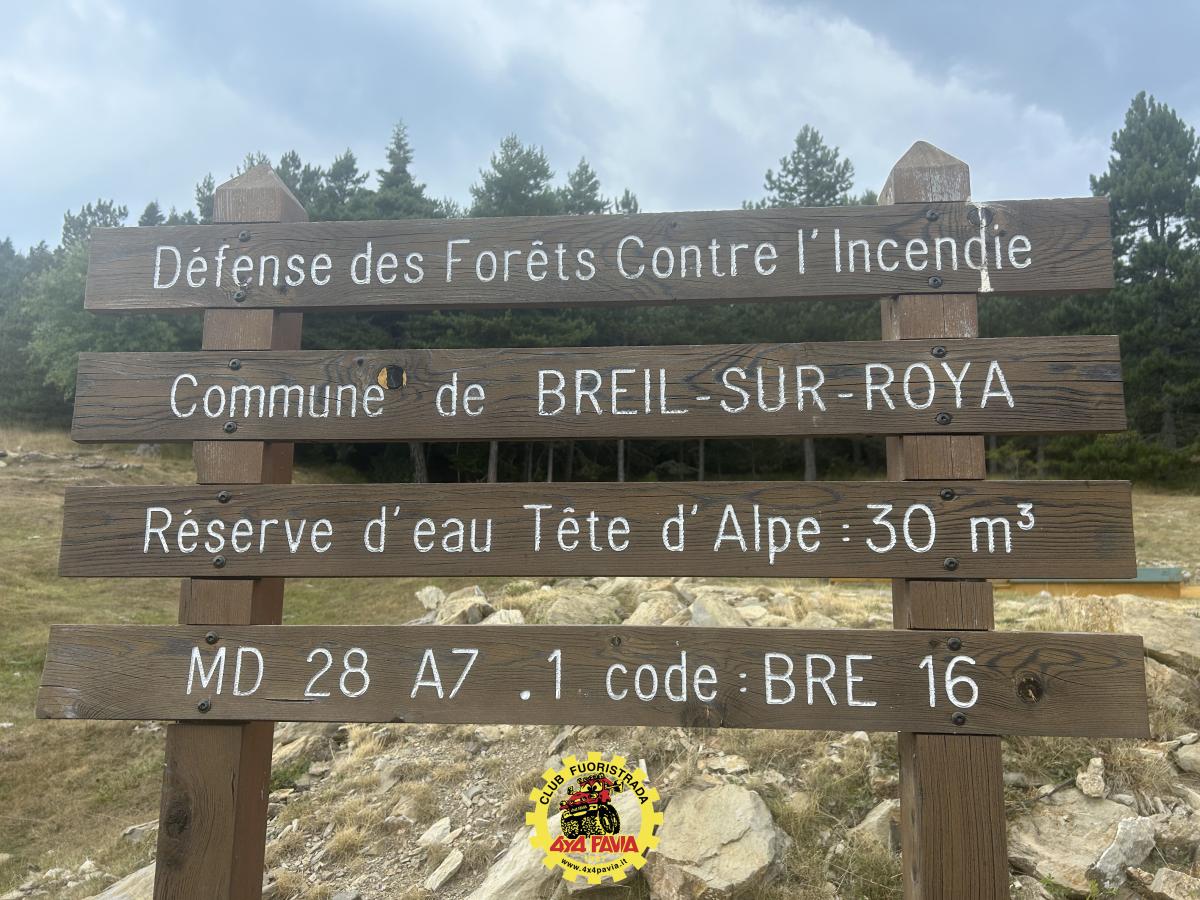 Défense des Forêts Contre l'Incendie
Commune de BREIL-SUR-ROYA
Réserve d'eau Tête d'Alpe : 30 m³
MD 28 A7 .1 code : BRE 16
CLUB FUORISTRADA
4X4 PAVIA
www.4x4pavia.it